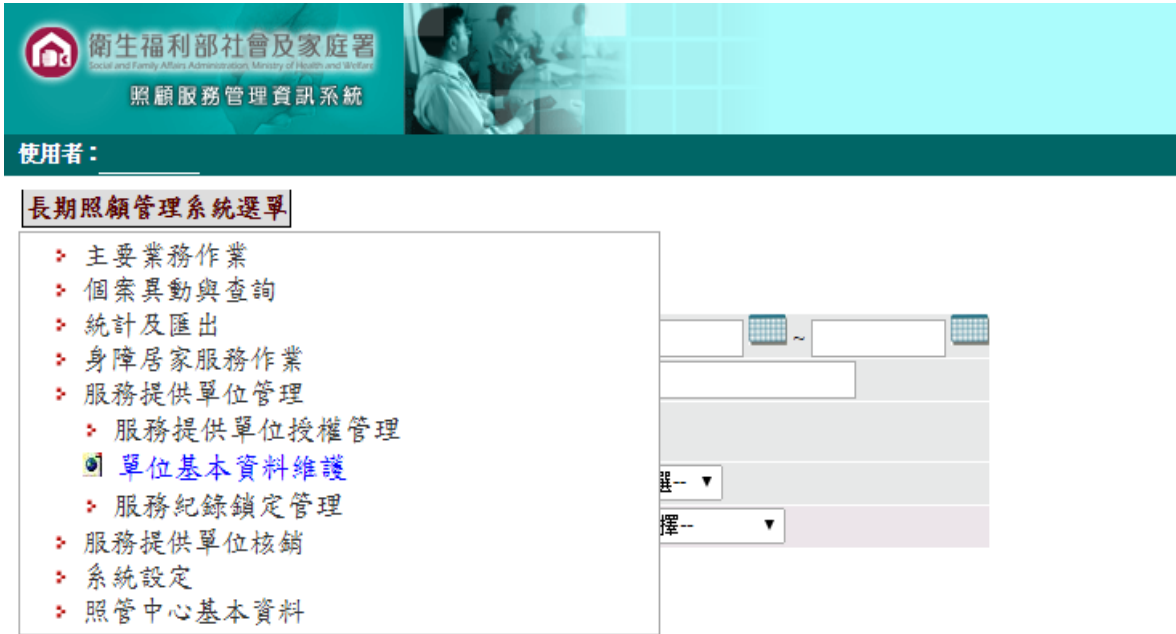 衛生福利部社會及家庭署
Social and Family Affairs Administration, Ministry of Health and Welfare
照顧服務管理資訊系統
使用者：
長期照顧管理系統選單
主要業務作業
個案異動與查詢
統計及匯出
~
身障居家服務作業
服務提供單位管理
服務提供單位授權管理
單位基本資料維護
選-- ▼
服務紀錄鎖定管理
擇-- ▼
服務提供單位核銷
系統設定
照管中心基本資料